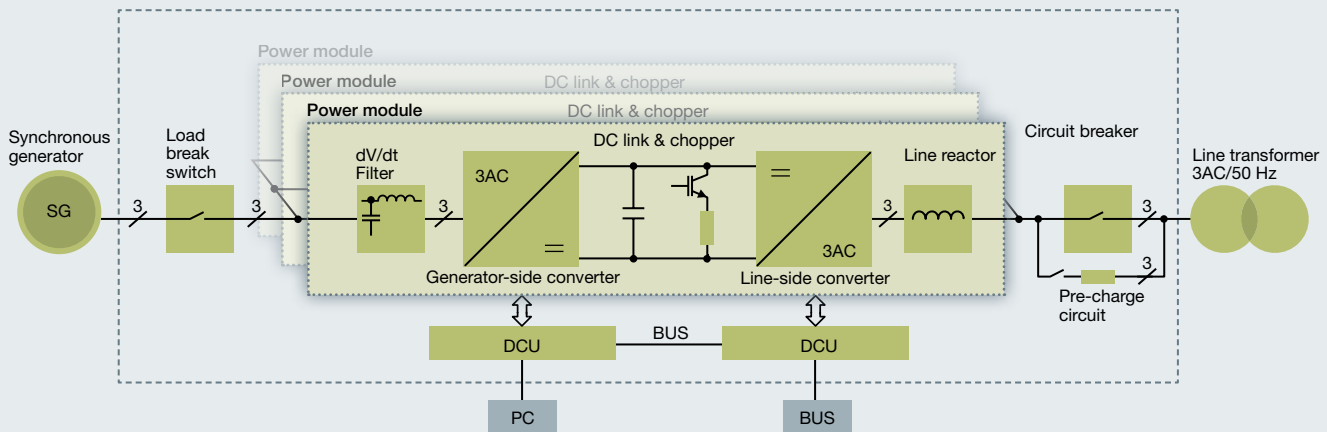 Power module
DC link & chopper
Power module
DC link & chopper
Power module
DC link & chopper
Synchronous
generator
SG
3
Load
break
switch
3
dV/dt
Filter
3
3AC
=
Generator-side converter
=
3AC
Line-side converter
3
Line reactor
Circuit breaker
3
3
Pre-charge
circuit
Line transformer
3AC/50 Hz
DCU
BUS
DCU
PC
BUS